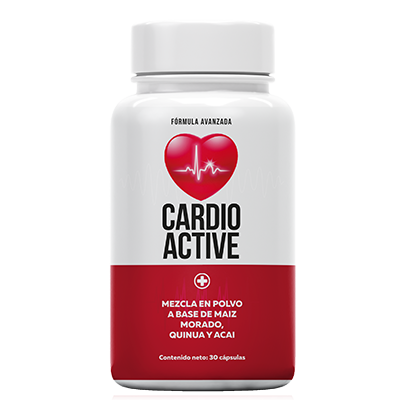 FÓRMULA AVANZADA
CARDIO
ACTIVE
MEZCLA EN POLVO
A BASE DE MAIZ
MORADO,
QUINUA Y ACAI
Contenido neto: 30 cápsulas